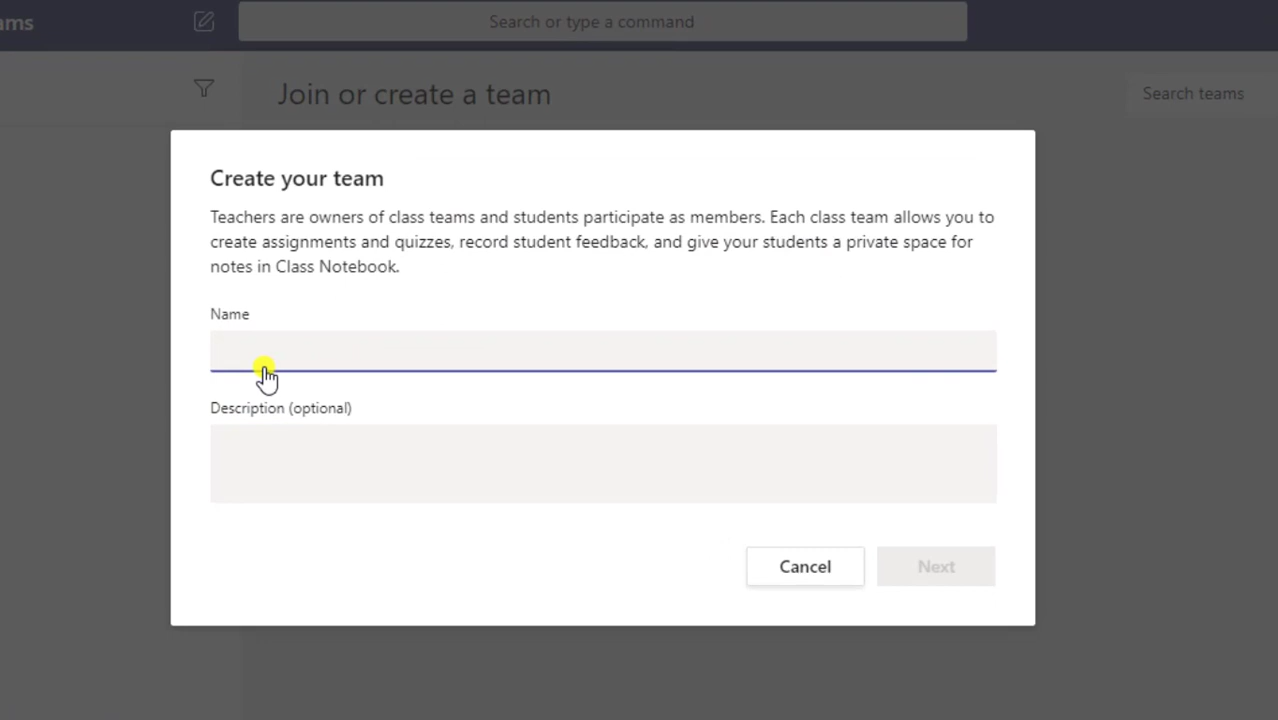 ams
Search or type a command
Join or create a team
Search teams
Create your team
Teachers are owners of class teams and students participate as members. Each class team allows you to
create assignments and quizzes, record student feedback, and give your students a private space for
notes in Class Notebook.
Name
Description (optional)
Cancel
Next